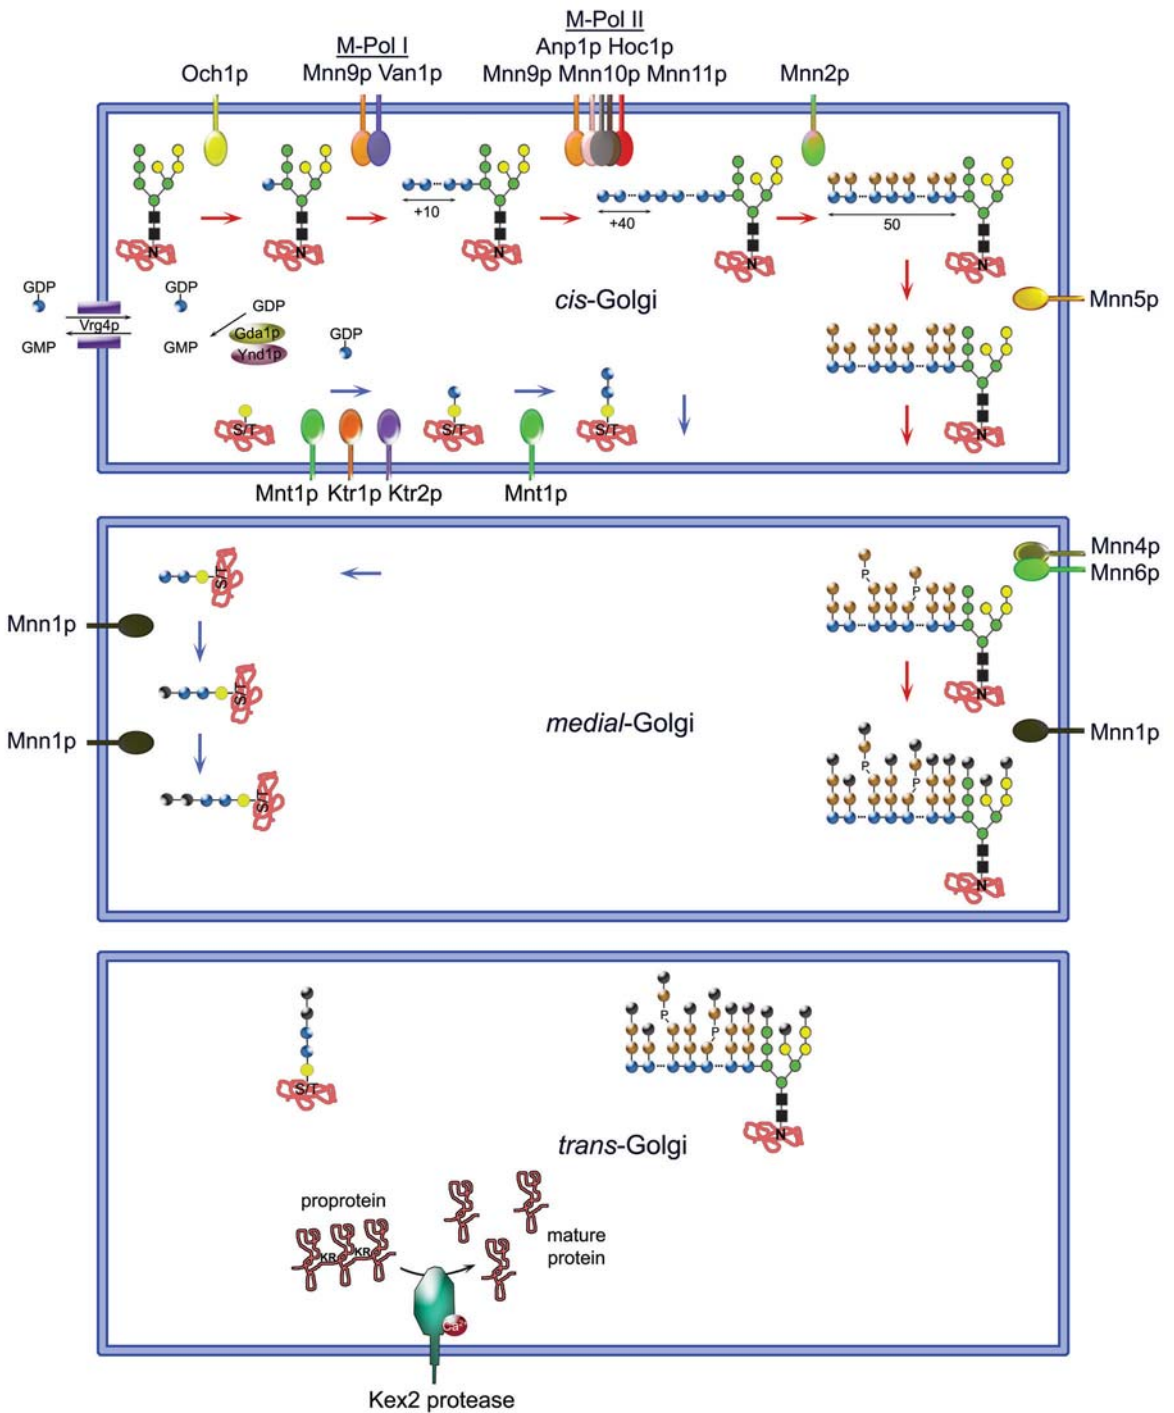 M-Pol II
M-Pol I
Anp1p Hoc1p
Och1p
Mnn9p Van1p
Mnn9p Mnn10p Mnn11p
Mnn2p
+10
+40
50
N
N
N
N
N
GDP
GDP
GDP
cis-Golgi
Mnn5p
Vrg4p
Gda1p
GDP
GMP
GMP
Ynd1p
S/T
S/T
S/T
N
Mnt1p Ktr1p Ktr2p
Mnt1p
Mnn4p
P
Mnn6p
S/T
P
Mnn1p
S/T
N
medial-Golgi
Mnn1p
Mnn1p
P
P
S/T
N
P
P
S/T
N
trans-Golgi
proprotein
mature
protein
KR
KR
Ca2+
Kex2 protease